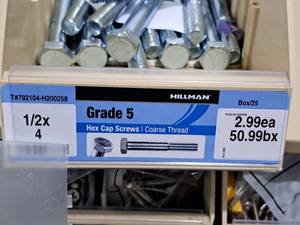 HILLMAN
T#792104-H200258
Box/25
1/2x
4
Grade 5
Hex Cap Screws | Coarse Thread
2.99ea
50.99bx